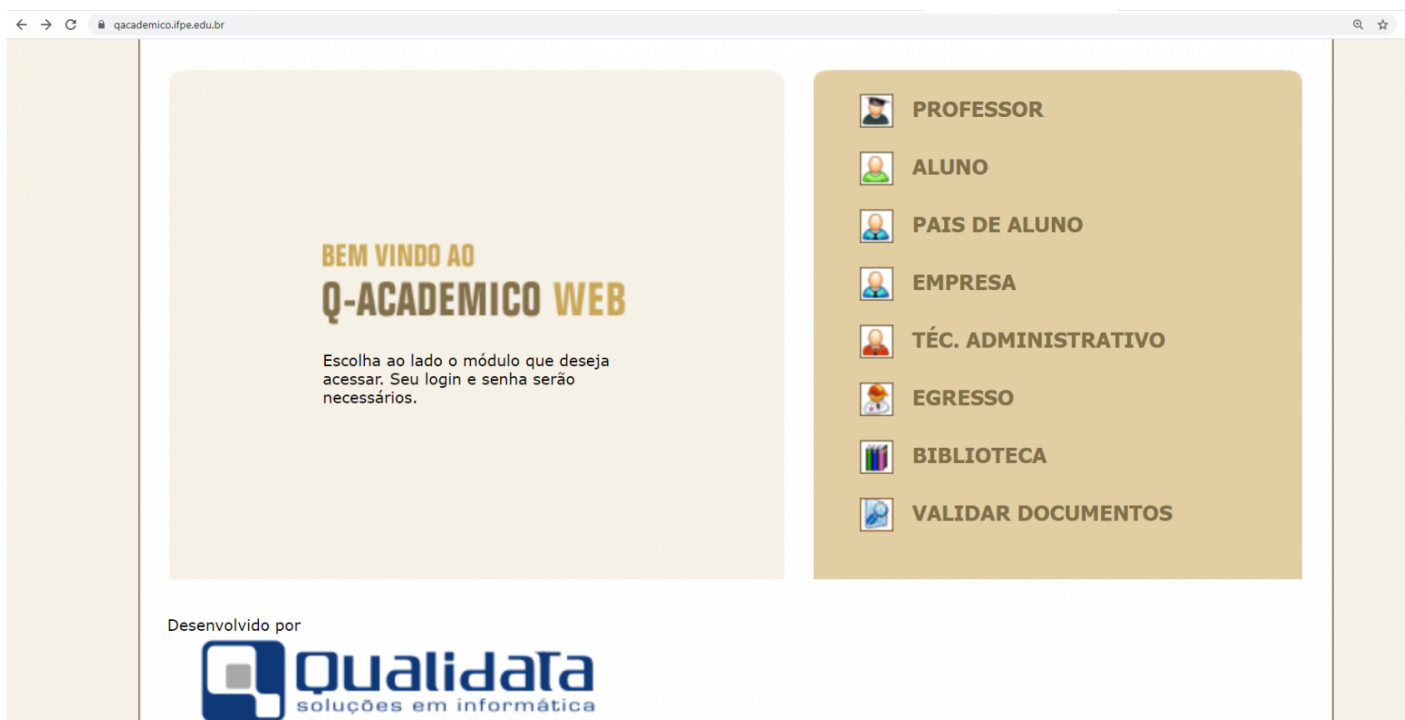 qacademico.ifpe.edu.br
BEM VINDO AO
Q-ACADEMICO WEB
Escolha ao lado o módulo que deseja
acessar. Seu login e senha serão
necessários.
PROFESSOR
ALUNO
PAIS DE ALUNO
EMPRESA
TÉC. ADMINISTRATIVO
EGRESSO
BIBLIOTECA
VALIDAR DOCUMENTOS
Desenvolvido por
Qualidata
soluções em informática